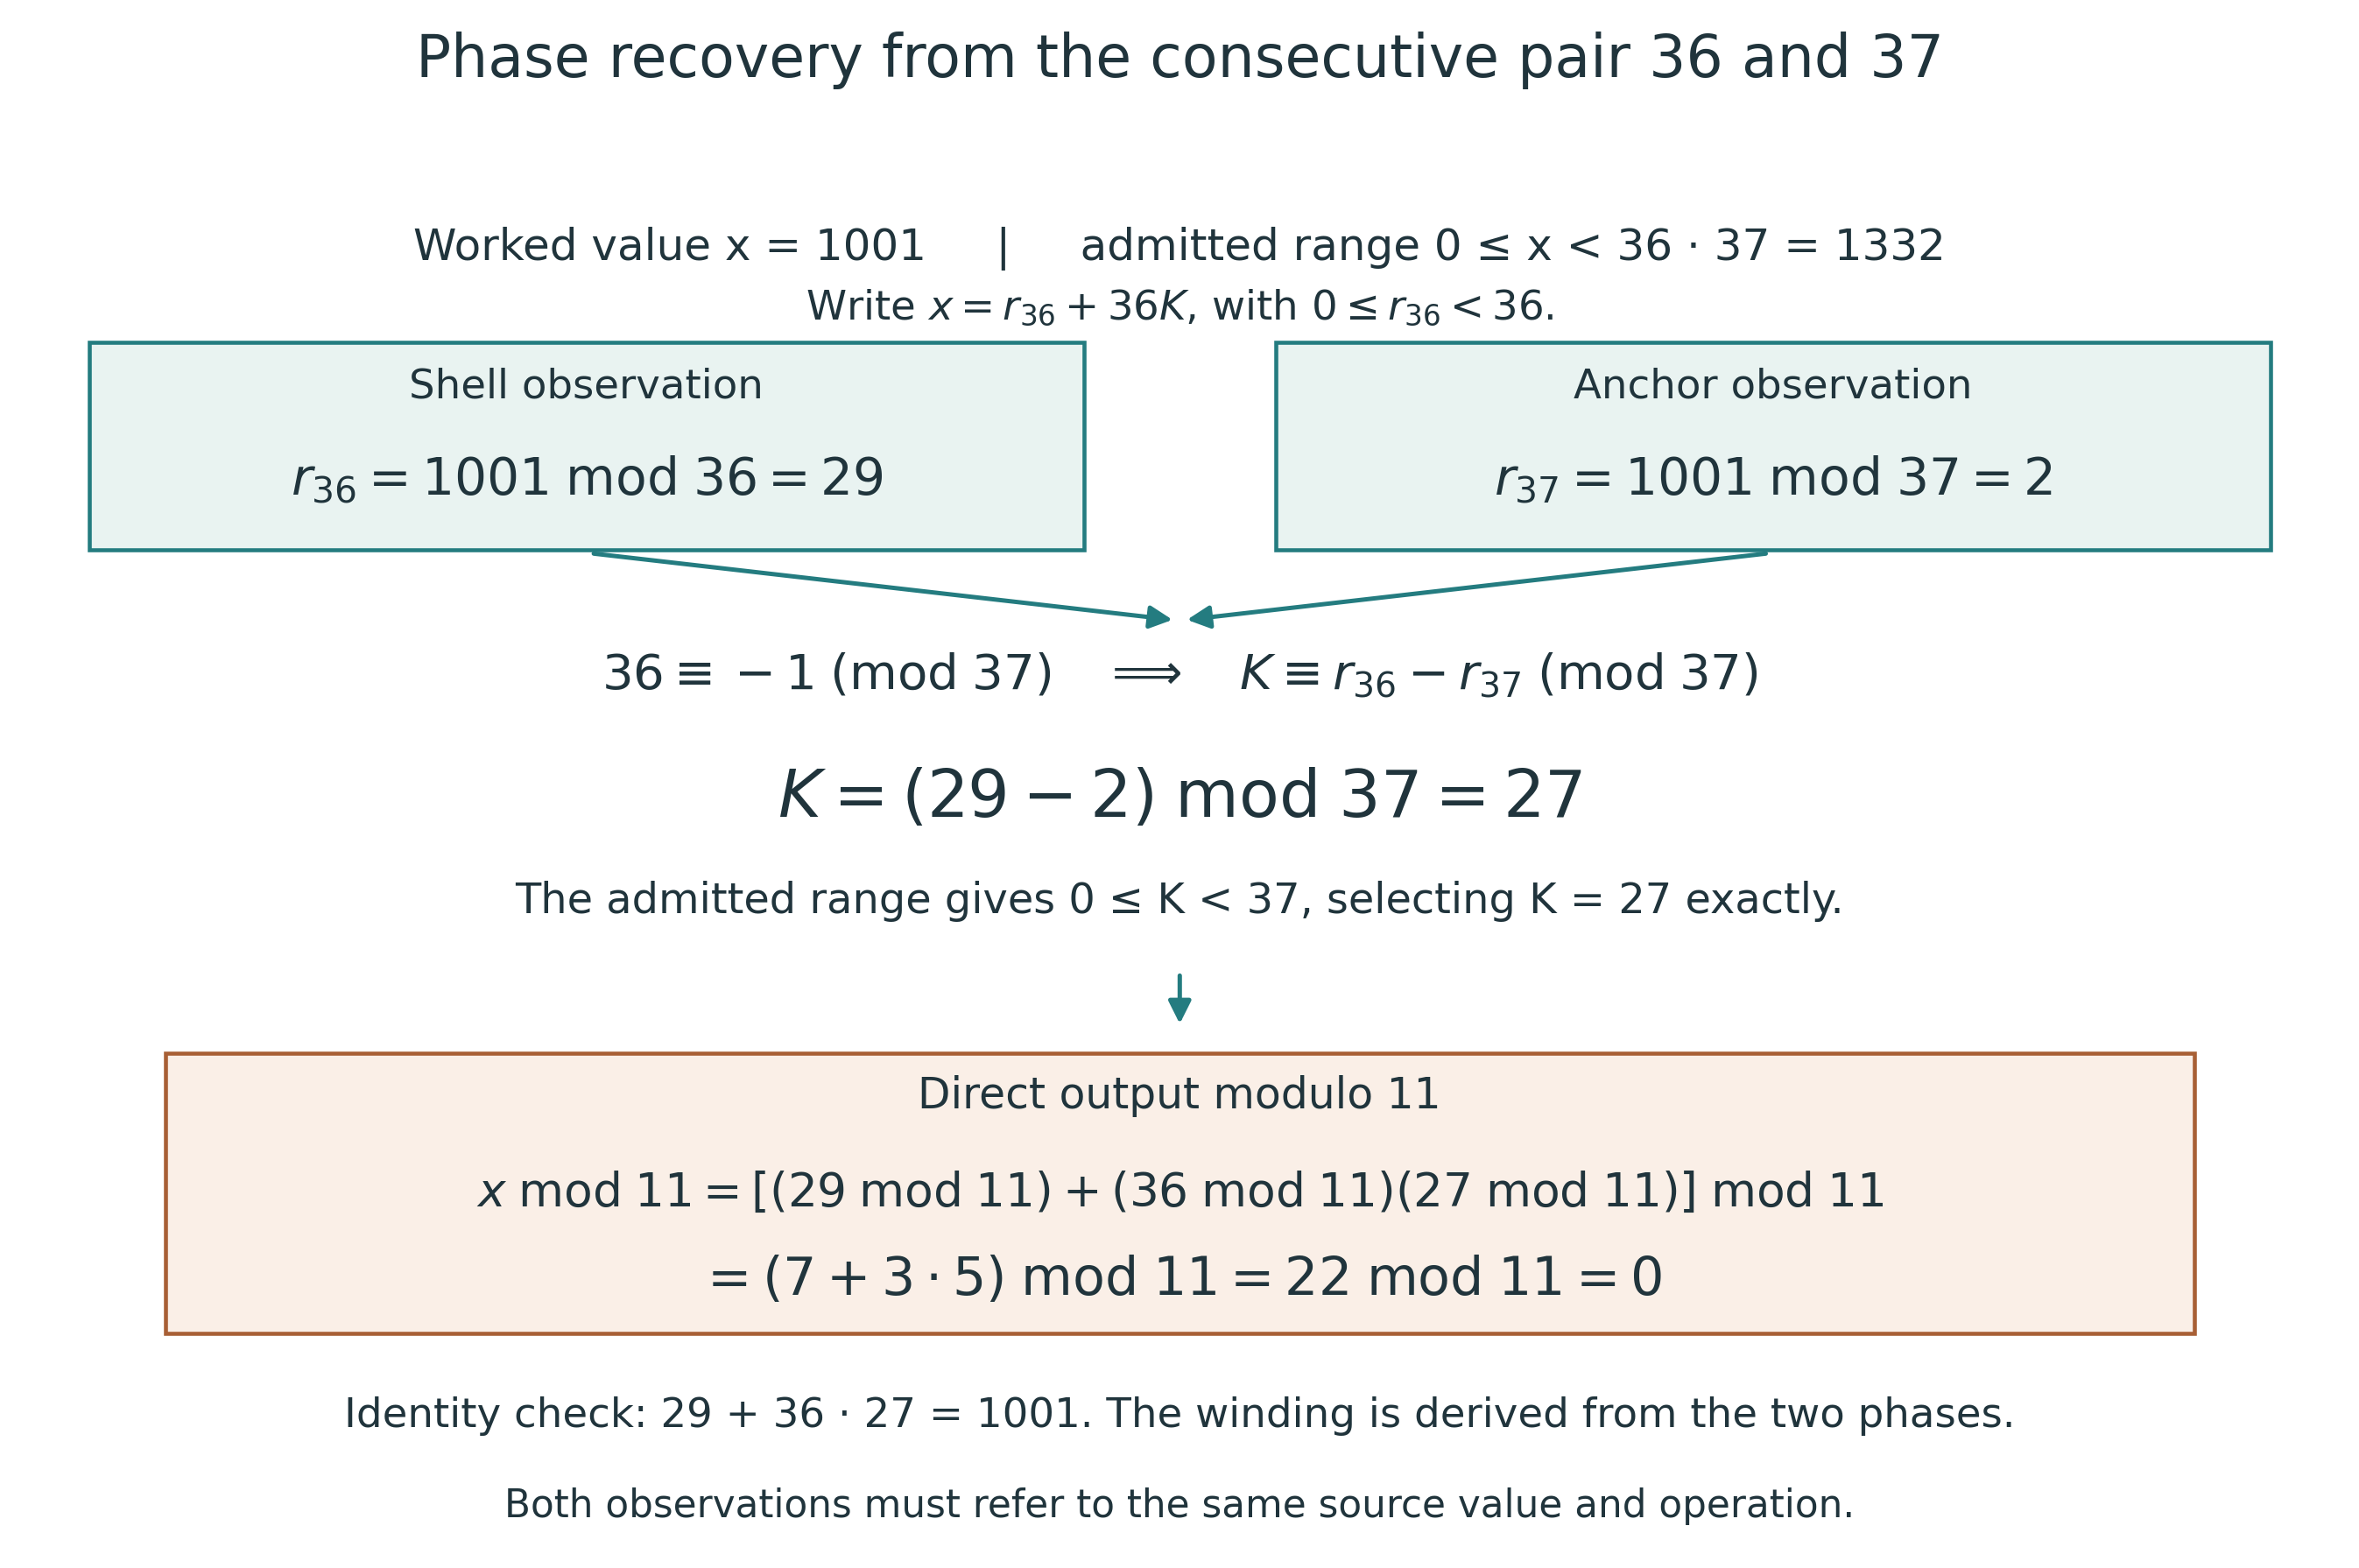 Phase recovery from the consecutive pair 36 and 37
Worked value x = 1001 | admitted range 0 ≤ x < 36 · 37 = 1332
Write x = r₃₆ + 36K, with 0 ≤ r₃₆ < 36.
Shell observation
r₃₆ = 1001 mod 36 = 29
Anchor observation
r₃₇ = 1001 mod 37 = 2
36 ≡ −1 (mod 37) ⟹ K ≡ r₃₆ − r₃₇ (mod 37)
K = (29 − 2) mod 37 = 27
The admitted range gives 0 ≤ K < 37, selecting K = 27 exactly.
Direct output modulo 11
x mod 11 = [(29 mod 11) + (36 mod 11)(27 mod 11)] mod 11
= (7 + 3 · 5) mod 11 = 22 mod 11 = 0
Identity check: 29 + 36 · 27 = 1001. The winding is derived from the two phases.
Both observations must refer to the same source value and operation.